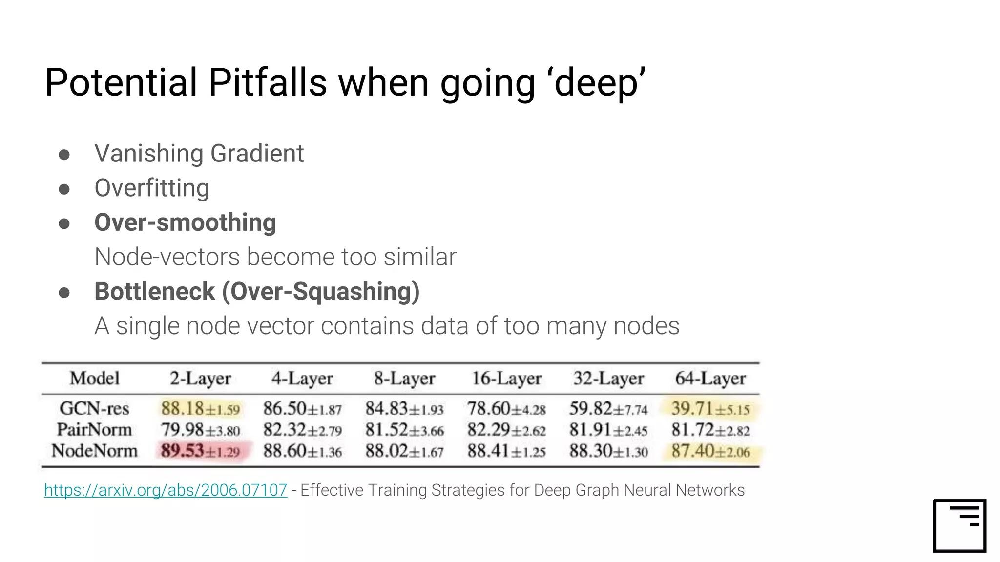 Potential Pitfalls when going ‘deep’
● Vanishing Gradient
● Overfitting
● Over-smoothing
Node-vectors become too similar
● Bottleneck (Over-Squashing)
A single node vector contains data of too many nodes
Model 2-Layer 4-Layer 8-Layer 16-Layer 32-Layer 64-Layer
GCN-res 88.18±1.59 86.50±1.87 84.83±1.93 78.60±4.28 59.82±7.74 39.71±5.15
PairNorm 79.98±3.80 82.32±2.79 81.52±3.66 82.29±2.62 81.91±2.45 81.72±2.82
NodeNorm 89.53±1.29 88.60±1.36 88.02±1.67 88.41±1.25 88.30±1.30 87.40±2.06
https://arxiv.org/abs/2006.07107 - Effective Training Strategies for Deep Graph Neural Networks